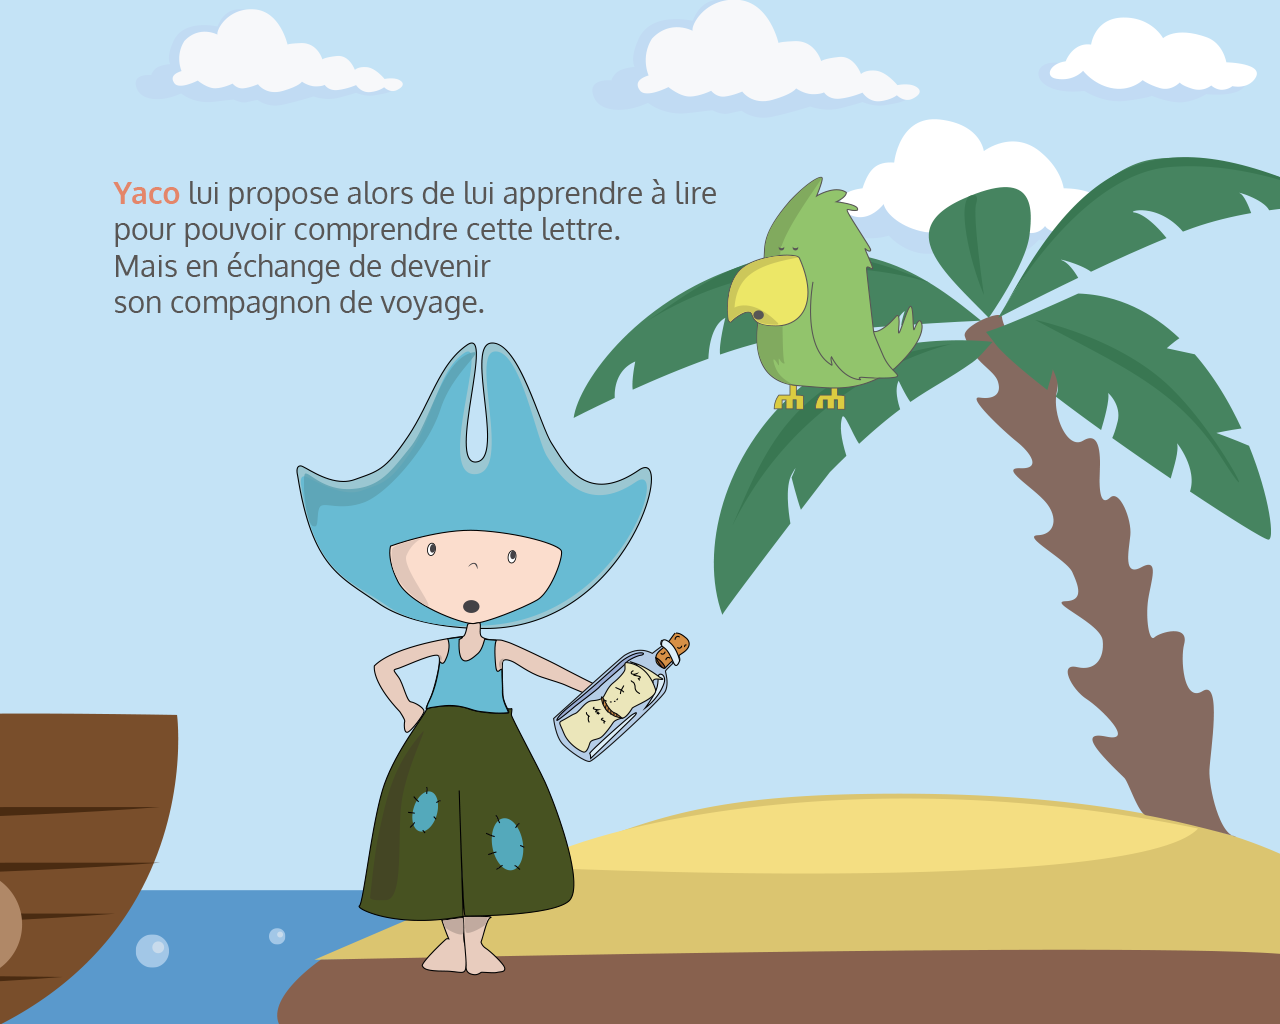 Yaco lui propose alors de lui apprendre à lire
pour pouvoir comprendre cette lettre.
Mais en échange de devenir
son compagnon de voyage.